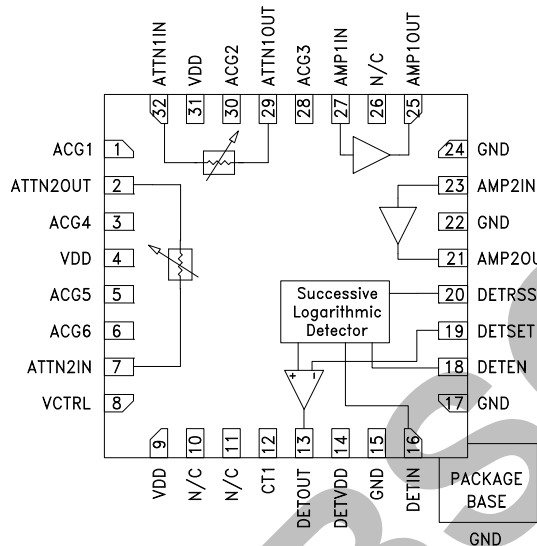 ATTN1IN
VDD
ACG2
ATTN1OUT
ACG3
AMP1IN
N/C
AMP1OUT
32
31
30
29
28
27
26
25
ACG1 1
ATTN2OUT 2
ACG4 3
VDD 4
ACG5 5
ACG6 6
ATTN2IN 7
VCTRL 8
24 GND
23 AMP2IN
22 GND
21 AMP2OU
20 DETRSS
19 DETSET
18 DETEN
17 GND
Successive
Logarithmic
Detector
+ −
9
10
11
12
13
14
15
16
VDD
N/C
N/C
CT1
DETOUT
DETVDD
GND
DETIN
PACKAGE
BASE
GND